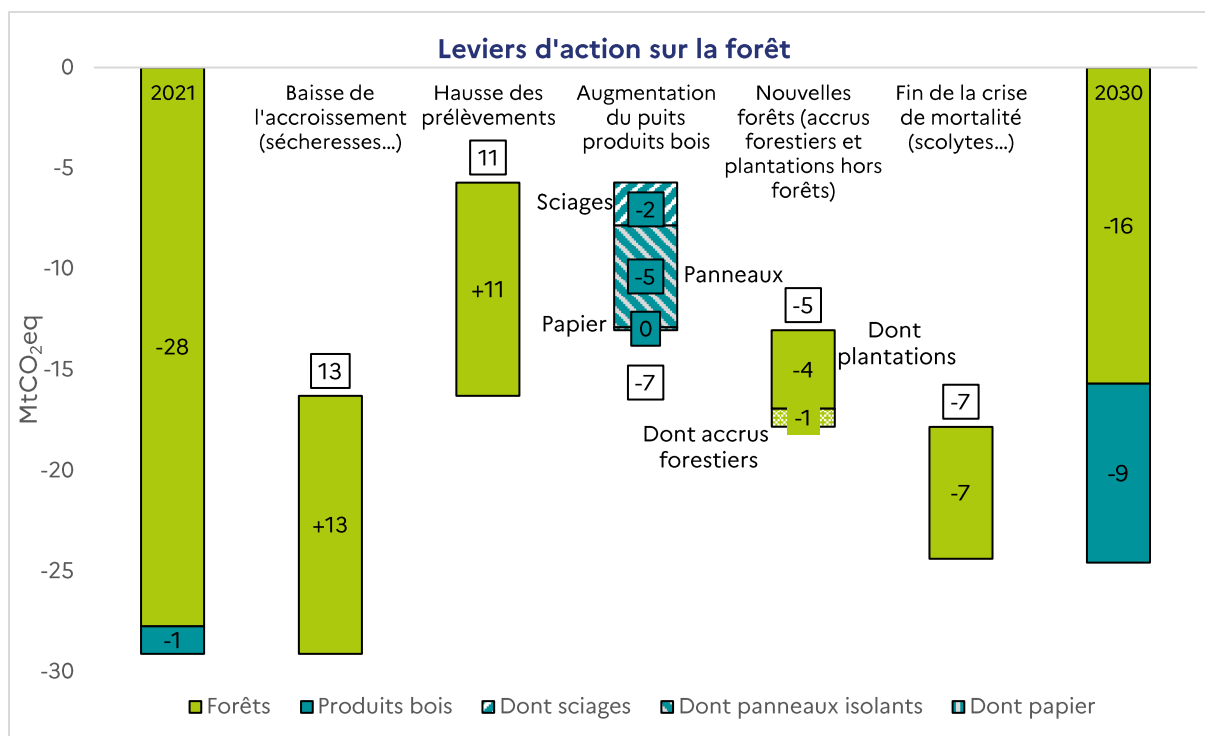 Leviers d'action sur la forêt
MtCO₂eq
0
-5
-10
-15
-20
-25
-30
2021
-28
-1
Baisse de
l'accroissement
(sécheresses…)
13
+13
Hausse des
prélèvements
11
+11
Augmentation
du puits
produits bois
Sciages
-2
-5
Panneaux
Papier
0
-7
Nouvelles
forêts (accrus
forestiers et
plantations hors
forêts)
-5
Dont
plantations
-4
-1
Dont accrus
forestiers
Fin de la crise
de mortalité
(scolytes…)
-7
-7
2030
-16
-9
Forêts
Produits bois
Dont sciages
Dont panneaux isolants
Dont papier